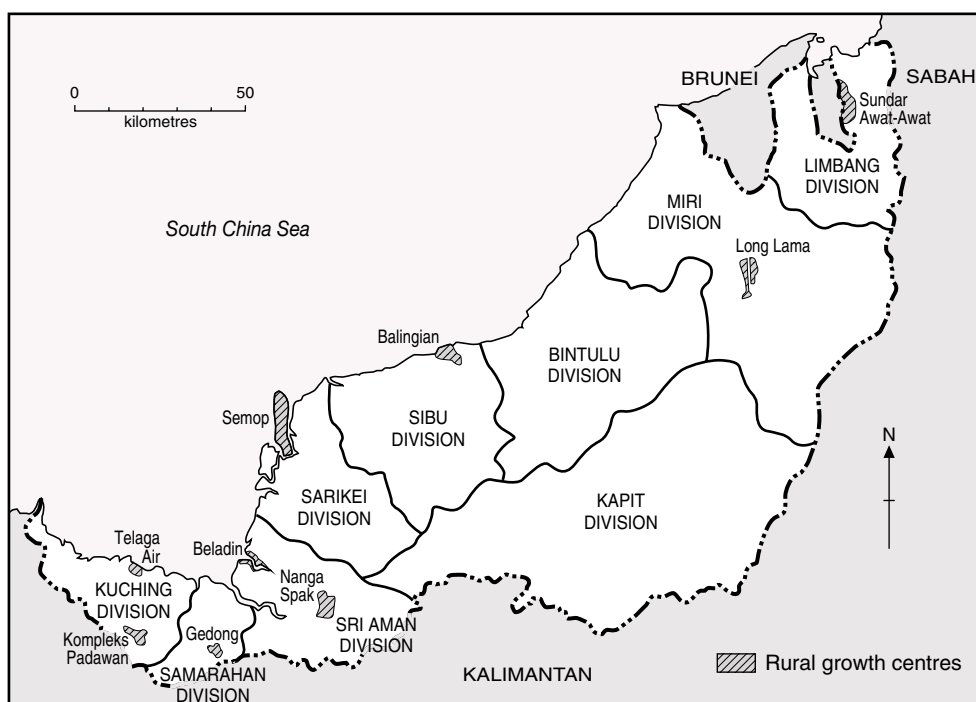 BRUNEI
SABAH
0
50
kilometres
Sundar
Awat-Awat
LIMBANG
DIVISION
MIRI
DIVISION
South China Sea
Long Lama
Balingian
BINTULU
DIVISION
Semop
SIBU
DIVISION
N
SARIKEI
DIVISION
KAPIT
DIVISION
Telaga
Air
Beladin
Nanga
Spak
KUCHING
DIVISION
Kompleks
Padawan
Gedong
SRI AMAN
DIVISION
SAMARAHAN
DIVISION
KALIMANTAN
Rural growth centres